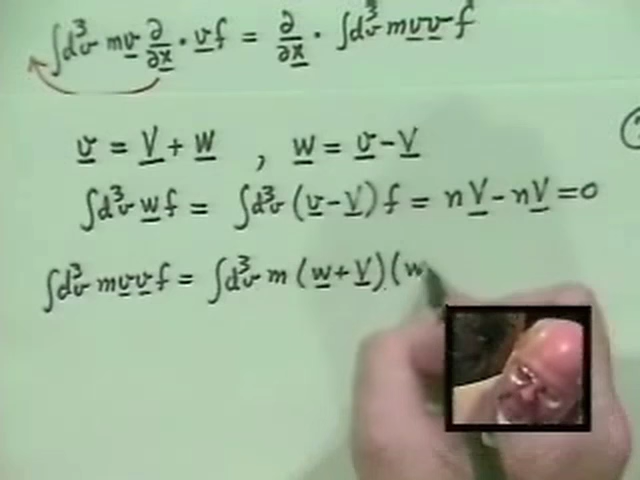 ∫d³v mv ∂/∂x · vf = ∂/∂x · ∫d³v mvvf
v = V + w , w = v - V
∫d³v wf = ∫d³v (v - V) f = nV - nV = 0
∫d³v mvvf = ∫d³v m (w + V)(w